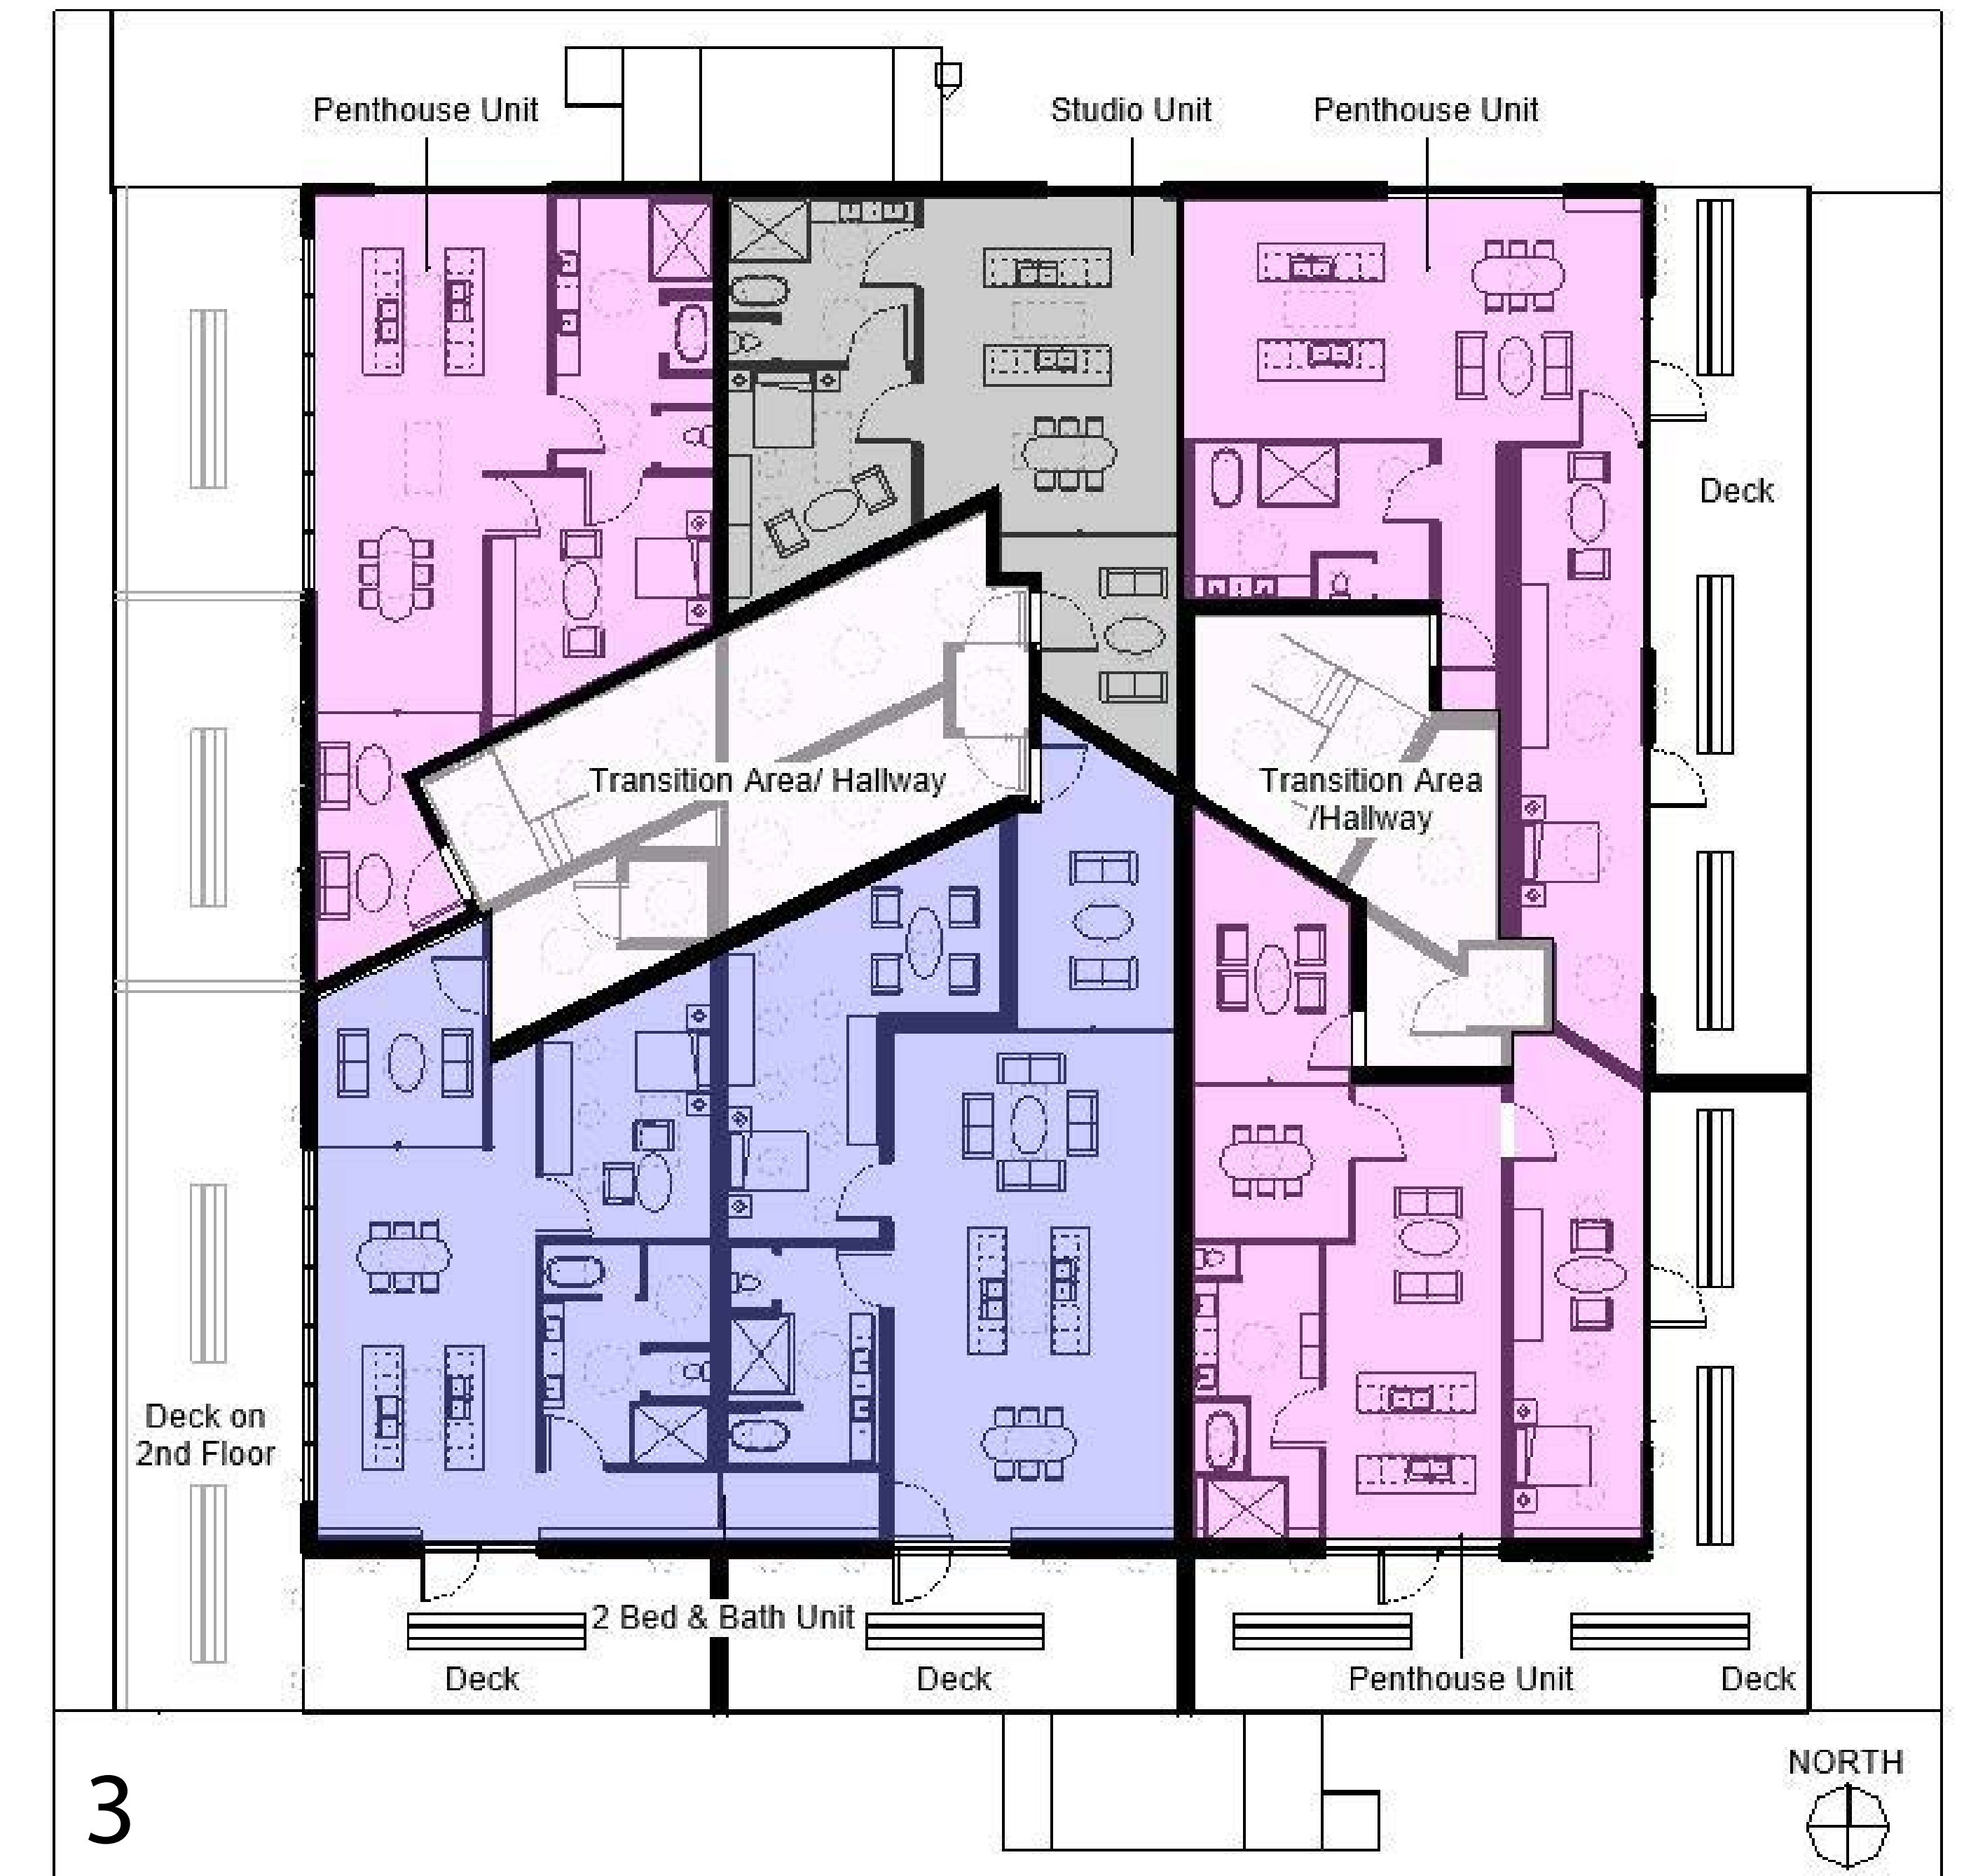 Penthouse Unit
Studio Unit
Penthouse Unit
Deck
Transition Area/ Hallway
Transition Area
/Hallway
Deck on
2nd Floor
2 Bed & Bath Unit
Deck
Deck
Penthouse Unit
Deck
3
NORTH